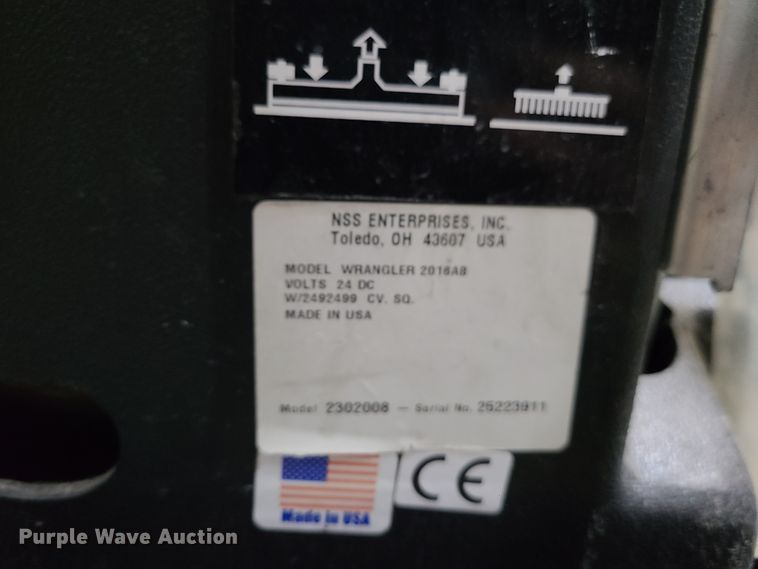 NSS ENTERPRISES, INC.
Toledo, OH 43607 USA
MODEL WRANGLER 2016AB
VOLTS 24 DC
W/2492499 CV. SQ.
MADE IN USA
Model 2302008 — Serial No. 25223911
Made in USA
CE
Purple Wave Auction